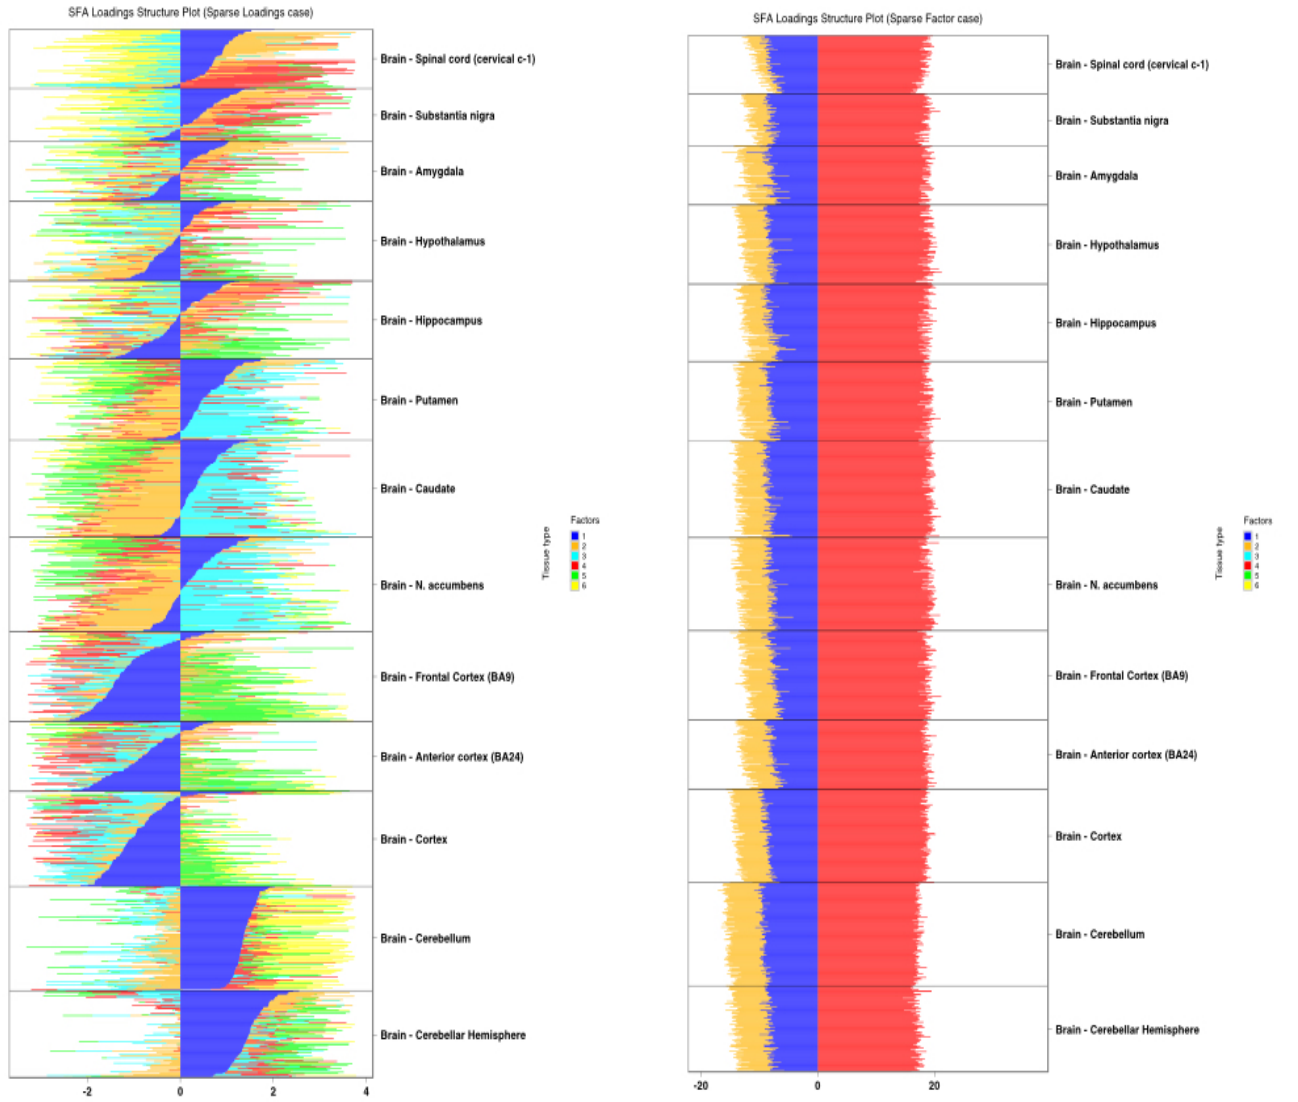 SFA Loadings Structure Plot (Sparse Loadings case)
Brain - Spinal cord (cervical c-1)
Brain - Substantia nigra
Brain - Amygdala
Brain - Hypothalamus
Brain - Hippocampus
Brain - Putamen
Brain - Caudate
Brain - N. accumbens
Brain - Frontal Cortex (BA9)
Brain - Anterior cortex (BA24)
Brain - Cortex
Brain - Cerebellum
Brain - Cerebellar Hemisphere
-2 0 2 4
Tissue type
Factors
1
2
3
4
5
6
SFA Loadings Structure Plot (Sparse Factor case)
Brain - Spinal cord (cervical c-1)
Brain - Substantia nigra
Brain - Amygdala
Brain - Hypothalamus
Brain - Hippocampus
Brain - Putamen
Brain - Caudate
Brain - N. accumbens
Brain - Frontal Cortex (BA9)
Brain - Anterior cortex (BA24)
Brain - Cortex
Brain - Cerebellum
Brain - Cerebellar Hemisphere
-20 0 20
Tissue type
Factors
1
2
3
4
5
6